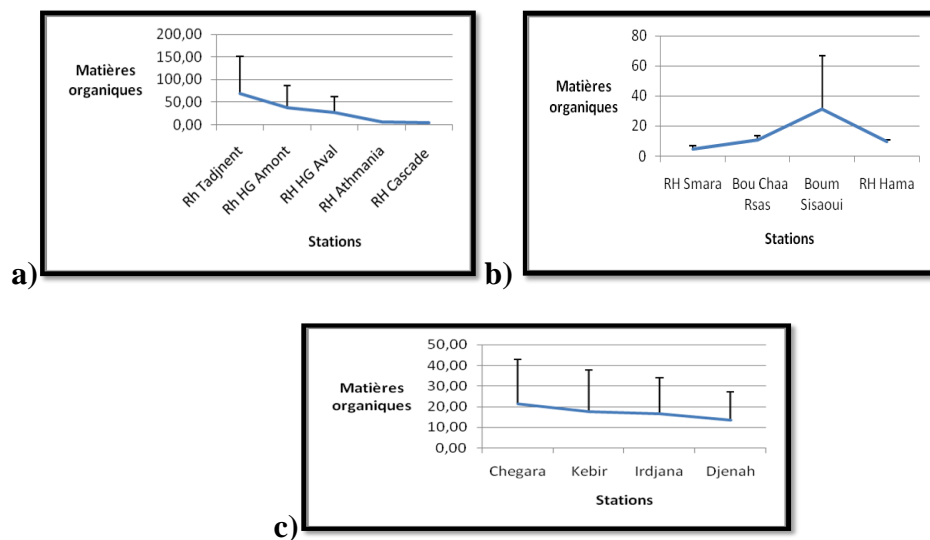 200,00
150,00
100,00
50,00
0,00
Matières
organiques
Rh Tadjnent
Rh HG Amont
RH HG Aval
RH Athmania
RH Cascade
Stations
a)
80
60
40
20
0
Matières
organiques
RH Smara
Bou Chaa
Rsas
Boum
Sisaoui
RH Hama
Stations
b)
50,00
40,00
30,00
20,00
10,00
0,00
Matières
organiques
Chegara
Kebir
Irdjana
Djenah
Stations
c)